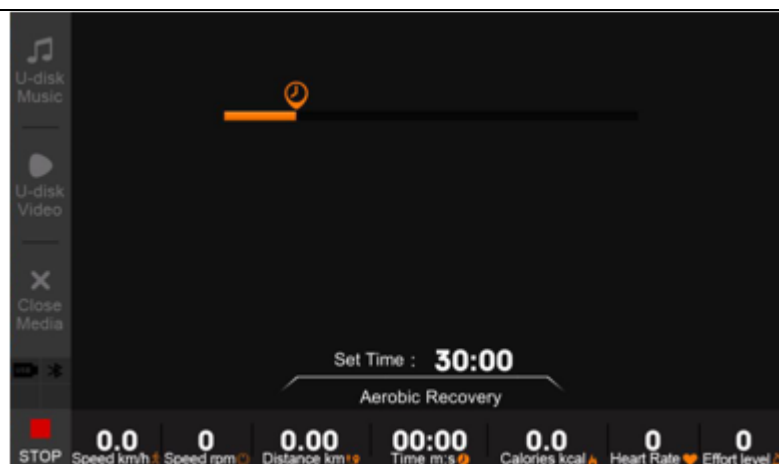 U-disk
Music
U-disk
Video
Close
Media
Set Time : 30:00
Aerobic Recovery
STOP
0.0 0 0.00 00:00 0.0 0 0
Speed km/h Speed rpm Distance km Time m:s Calories kcal Heart Rate Effort level